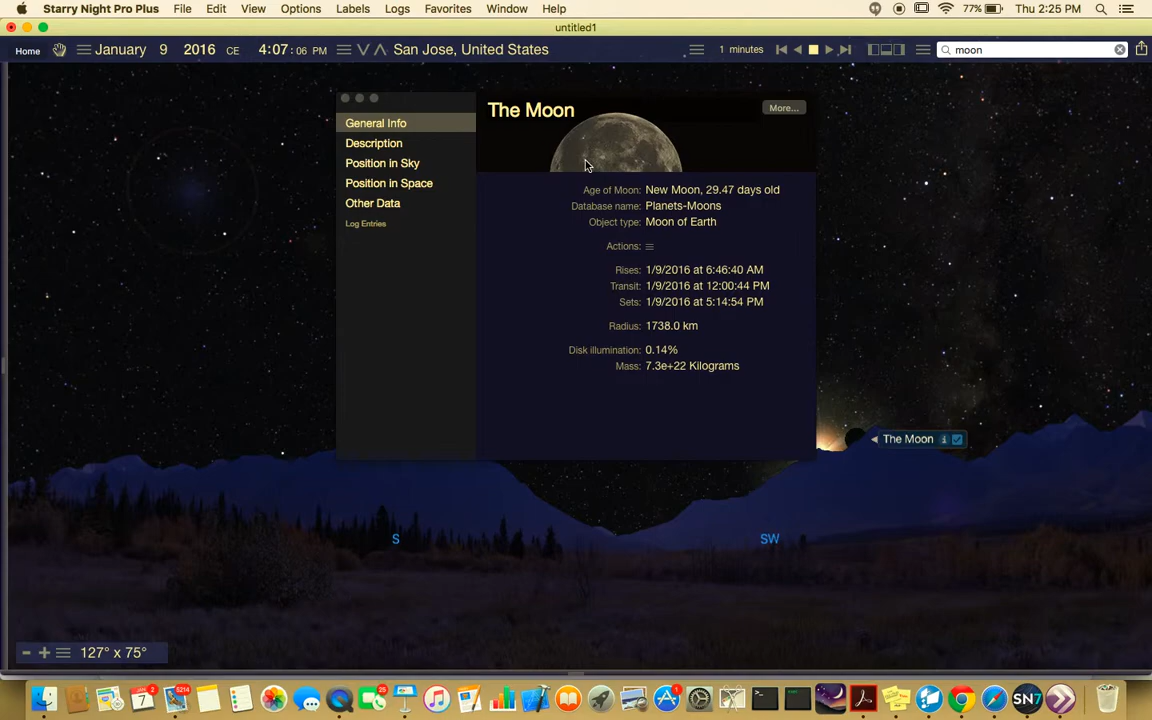 Starry Night Pro Plus File Edit View Options Labels Logs Favorites Window Help 77% Thu 2:25 PM
untitled1
Home January 9 2016 CE 4:07:06 PM San Jose, United States 1 minutes moon
The Moon More...
General Info
Description
Position in Sky
Position in Space
Other Data
Log Entries
Age of Moon: New Moon, 29.47 days old
Database name: Planets-Moons
Object type: Moon of Earth
Actions:
Rises: 1/9/2016 at 6:46:40 AM
Transit: 1/9/2016 at 12:00:44 PM
Sets: 1/9/2016 at 5:14:54 PM
Radius: 1738.0 km
Disk illumination: 0.14%
Mass: 7.3e+22 Kilograms
The Moon i
S SW
127° x 75°
5214 7 2 25 1 SN7